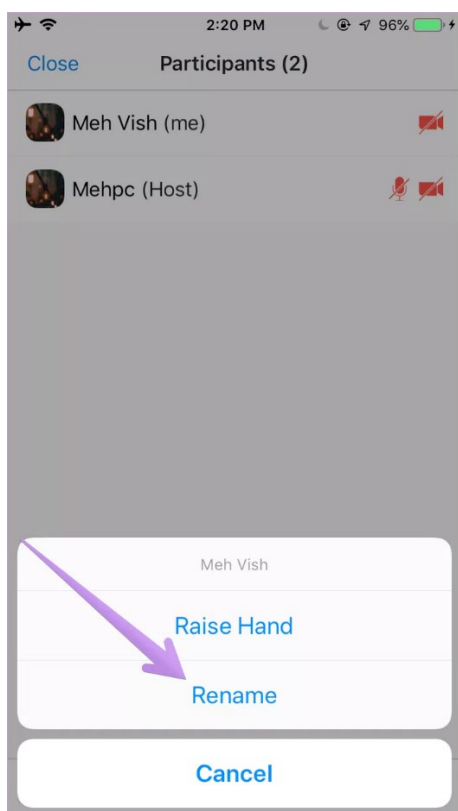 2:20 PM 96%
Close Participants (2)
Meh Vish (me)
Mehpc (Host)
Meh Vish
Raise Hand
Rename
Cancel